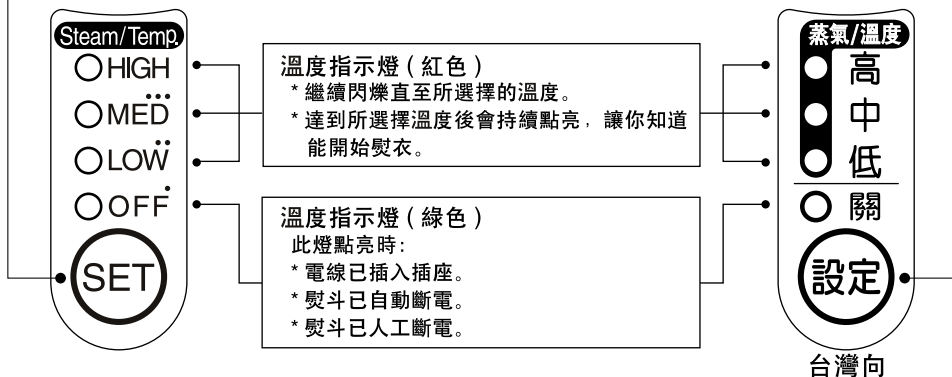 Steam/Temp.
HIGH
MED
LOW
OFF
SET
溫度指示燈(紅色)
*繼續閃爍直至所選擇的溫度。
*達到所選擇溫度後會持續點亮，讓你知道
能開始熨衣。
溫度指示燈(綠色)
此燈點亮時:
*電線已插入插座。
*熨斗已自動斷電。
*熨斗已人工斷電。
蒸氣/溫度
高
中
低
關
設定
台灣向